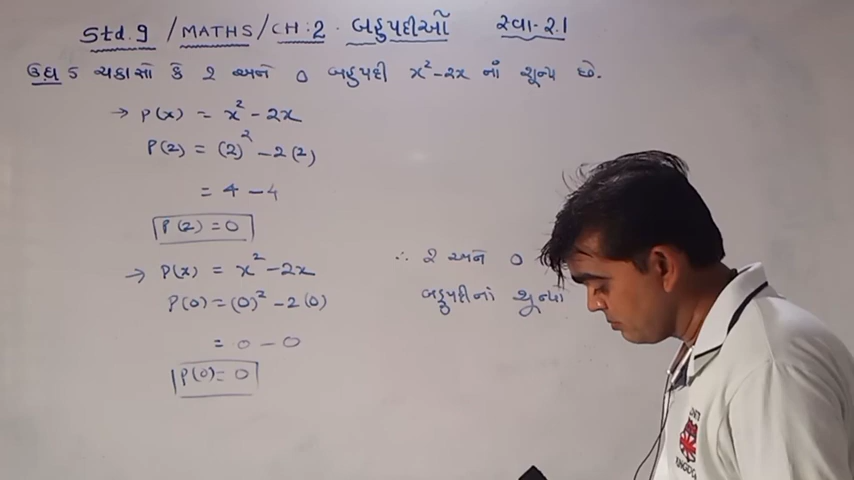 Std. 9 / MATHS / CH : 2 . બહુપદીઓ સ્વા-૨.1
ઉદા 5 ચકાસો કે 2 અને 0 બહુપદી x² - 2x નાં શૂન્ય છે.
→ P(x) = x² - 2x
P(2) = (2)² - 2(2)
= 4 - 4
P(2) = 0
→ P(x) = x² - 2x
P(0) = (0)² - 2(0)
= 0 - 0
P(0) = 0
∴ 2 અને 0
બહુપદીનાં શૂન્યો